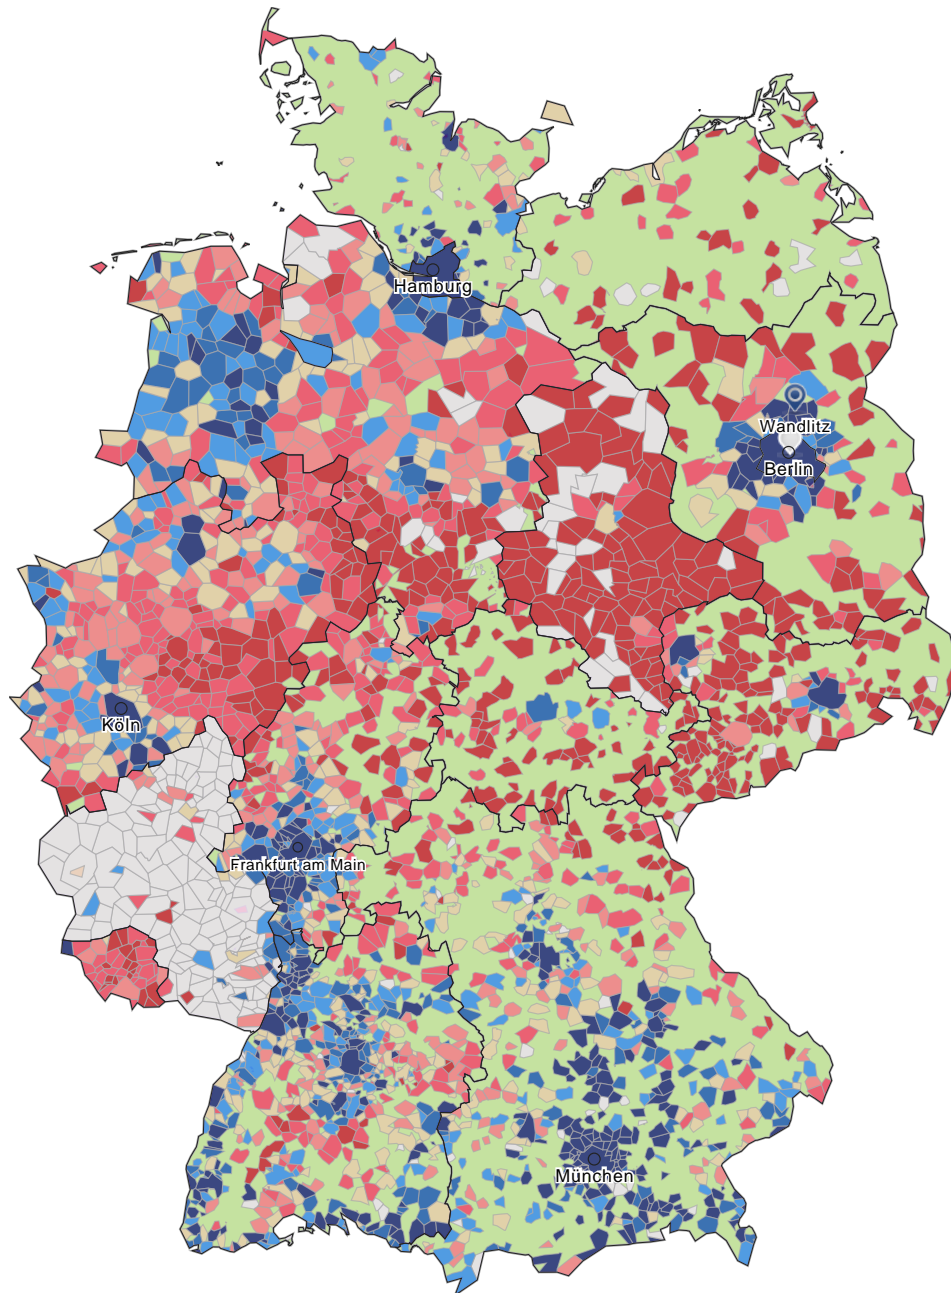 Hamburg
Wandlitz
Berlin
Köln
Frankfurt am Main
München